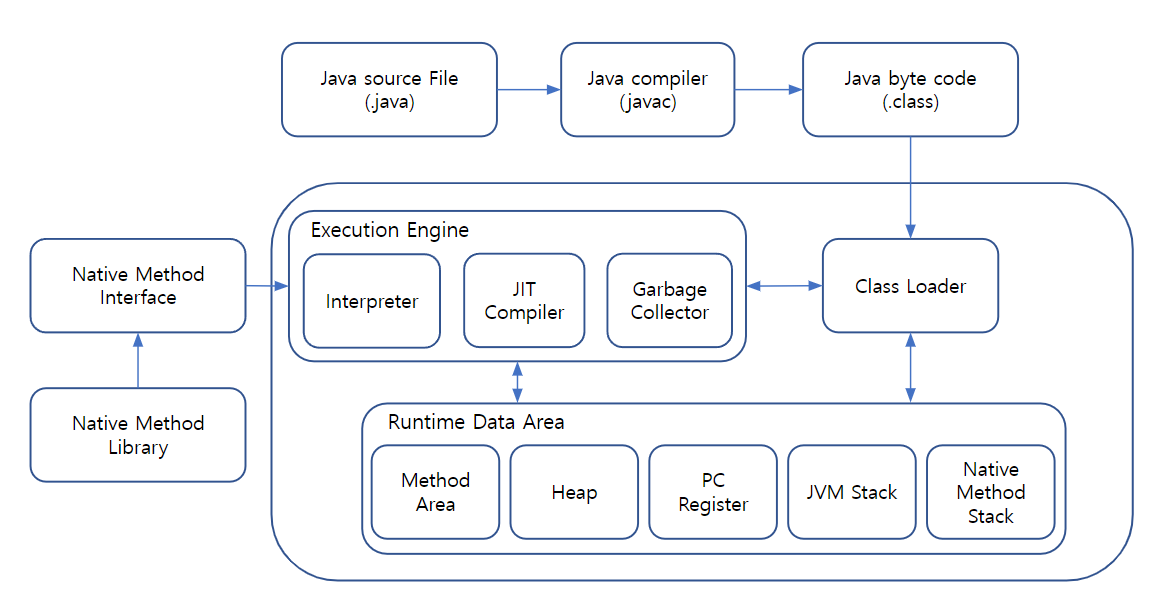 Java source File
(.java)
Java compiler
(javac)
Java byte code
(.class)
Execution Engine
Interpreter
JIT
Compiler
Garbage
Collector
Class Loader
Native Method
Interface
Native Method
Library
Runtime Data Area
Method
Area
Heap
PC
Register
JVM Stack
Native
Method
Stack